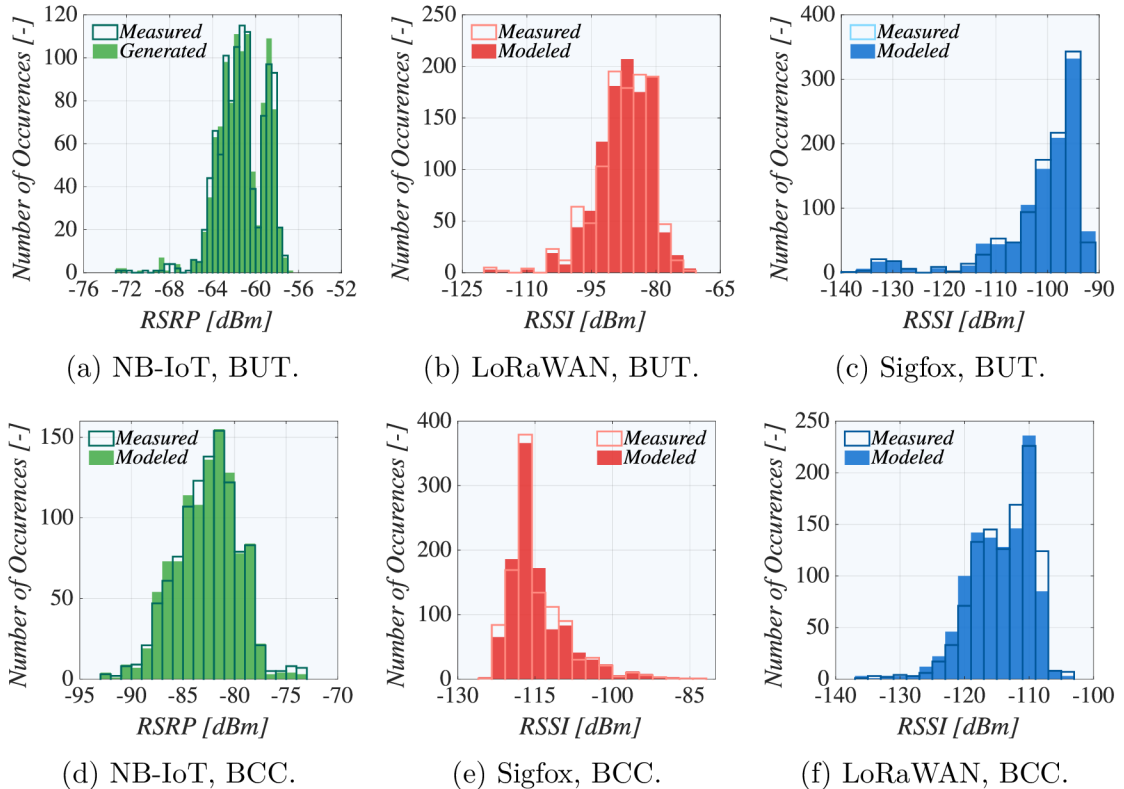 Number of Occurences [-]
120
100
80
60
40
20
0
Measured
Generated
-76
-72
-68
-64
-60
-56
-52
RSRP [dBm]
(a) NB-IoT, BUT.
Number of Occurences [-]
250
200
150
100
50
0
Measured
Modeled
-125
-110
-95
-80
-65
RSSI [dBm]
(b) LoRaWAN, BUT.
Number of Occurences [-]
400
300
200
100
0
Measured
Modeled
-140
-130
-120
-110
-100
-90
RSSI [dBm]
(c) Sigfox, BUT.
Number of Occurences [-]
150
100
50
0
Measured
Modeled
-95
-90
-85
-80
-75
-70
RSRP [dBm]
(d) NB-IoT, BCC.
Number of Occurences [-]
400
300
200
100
0
Measured
Modeled
-130
-115
-100
-85
RSSI [dBm]
(e) Sigfox, BCC.
Number of Occurences [-]
250
200
150
100
50
0
Measured
Modeled
-140
-130
-120
-110
-100
RSSI [dBm]
(f) LoRaWAN, BCC.